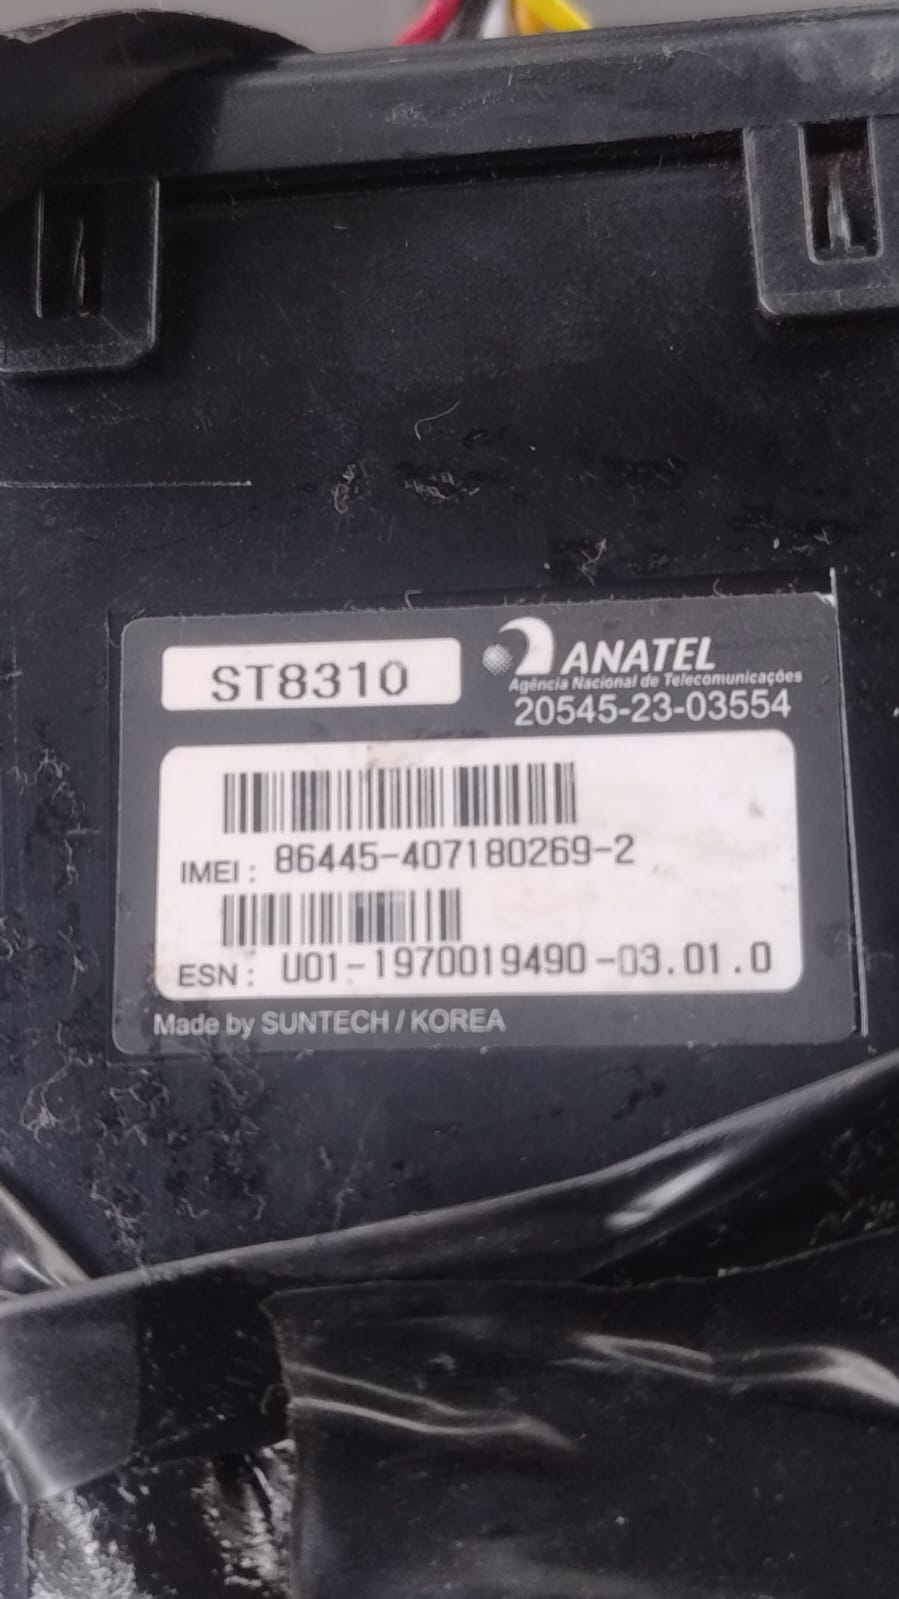 ST8310
ANATEL
Agência Nacional de Telecomunicações
20545-23-03554
IMEI: 86445-407180269-2
ESN: U01-1970019490-03.01.0
Made by SUNTECH / KOREA